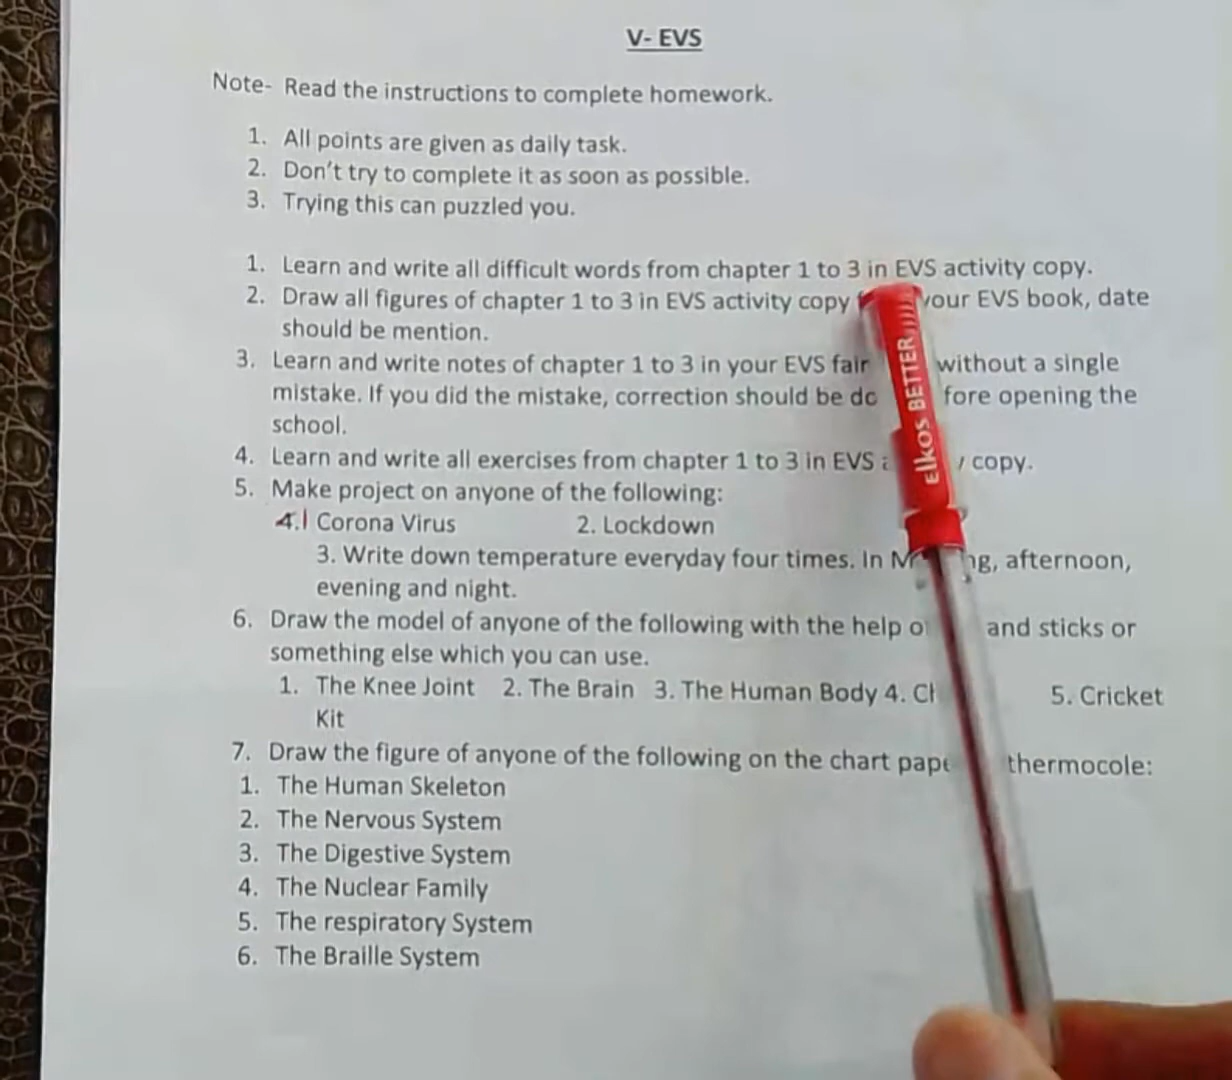 V- EVS
Note- Read the instructions to complete homework.
1. All points are given as daily task.
2. Don't try to complete it as soon as possible.
3. Trying this can puzzled you.
1. Learn and write all difficult words from chapter 1 to 3 in EVS activity copy.
2. Draw all figures of chapter 1 to 3 in EVS activity copy your EVS book, date
should be mention.
3. Learn and write notes of chapter 1 to 3 in your EVS fair without a single
mistake. If you did the mistake, correction should be opening the
school.
4. Learn and write all exercises from chapter 1 to 3 in EVS copy.
5. Make project on anyone of the following:
1 Corona Virus 2. Lockdown
3. Write down temperature everyday four times. In afternoon,
evening and night.
6. Draw the model of anyone of the following with the help and sticks or
something else which you can use.
1. The Knee Joint 2. The Brain 3. The Human Body 4. 5. Cricket
Kit
7. Draw the figure of anyone of the following on the chart thermocole:
1. The Human Skeleton
2. The Nervous System
3. The Digestive System
4. The Nuclear Family
5. The respiratory System
6. The Braille System
elkos BETTER